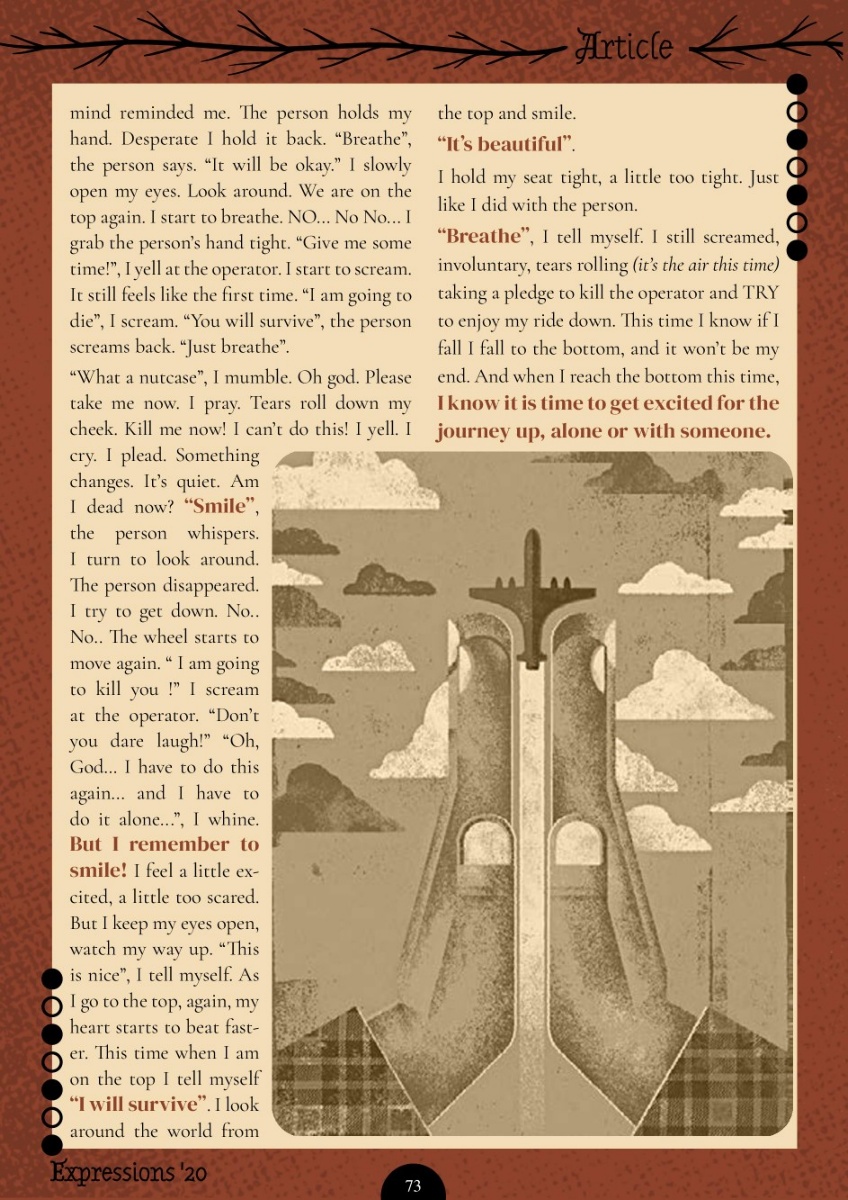 Article
mind reminded me. The person holds my
hand. Desperate I hold it back. “Breathe”,
the person says. “It will be okay.” I slowly
open my eyes. Look around. We are on the
top again. I start to breathe. NO... No No... I
grab the person’s hand tight. “Give me some
time!”, I yell at the operator. I start to scream.
It still feels like the first time. “I am going to
die”, I scream. “You will survive”, the person
screams back. “Just breathe”.
“What a nutcase”, I mumble. Oh god. Please
take me now. I pray. Tears roll down my
cheek. Kill me now! I can’t do this! I yell. I
cry. I plead. Something
changes. It’s quiet. Am
I dead now? “Smile”,
the person whispers.
I turn to look around.
The person disappeared.
I try to get down. No..
No.. The wheel starts to
move again. “ I am going
to kill you !” I scream
at the operator. “Don’t
you dare laugh!” “Oh,
God... I have to do this
again... and I have to
do it alone...”, I whine.
But I remember to
smile! I feel a little ex-
cited, a little too scared.
But I keep my eyes open,
watch my way up. “This
is nice”, I tell myself. As
I go to the top, again, my
heart starts to beat fast-
er. This time when I am
on the top I tell myself
“I will survive”. I look
around the world from
the top and smile.
“It’s beautiful”.
I hold my seat tight, a little too tight. Just
like I did with the person.
“Breathe”, I tell myself. I still screamed,
involuntary, tears rolling (it’s the air this time)
taking a pledge to kill the operator and TRY
to enjoy my ride down. This time I know if I
fall I fall to the bottom, and it won’t be my
end. And when I reach the bottom this time,
I know it is time to get excited for the
journey up, alone or with someone.
Expressions '20
73